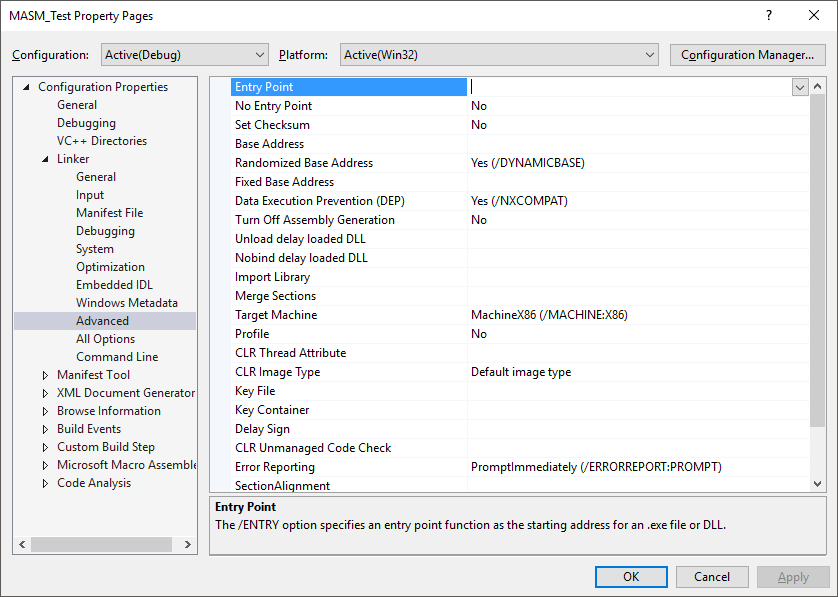 MASM_Test Property Pages
?
Configuration: Active(Debug) Platform: Active(Win32) Configuration Manager...
Configuration Properties
General
Debugging
VC++ Directories
Linker
General
Input
Manifest File
Debugging
System
Optimization
Embedded IDL
Windows Metadata
Advanced
All Options
Command Line
Manifest Tool
XML Document Generator
Browse Information
Build Events
Custom Build Step
Microsoft Macro Assemble
Code Analysis
Entry Point
No Entry Point No
Set Checksum No
Base Address
Randomized Base Address Yes (/DYNAMICBASE)
Fixed Base Address
Data Execution Prevention (DEP) Yes (/NXCOMPAT)
Turn Off Assembly Generation No
Unload delay loaded DLL
Nobind delay loaded DLL
Import Library
Merge Sections
Target Machine MachineX86 (/MACHINE:X86)
Profile No
CLR Thread Attribute
CLR Image Type Default image type
Key File
Key Container
Delay Sign
CLR Unmanaged Code Check
Error Reporting PromptImmediately (/ERRORREPORT:PROMPT)
SectionAlignment
Entry Point
The /ENTRY option specifies an entry point function as the starting address for an .exe file or DLL.
OK Cancel Apply